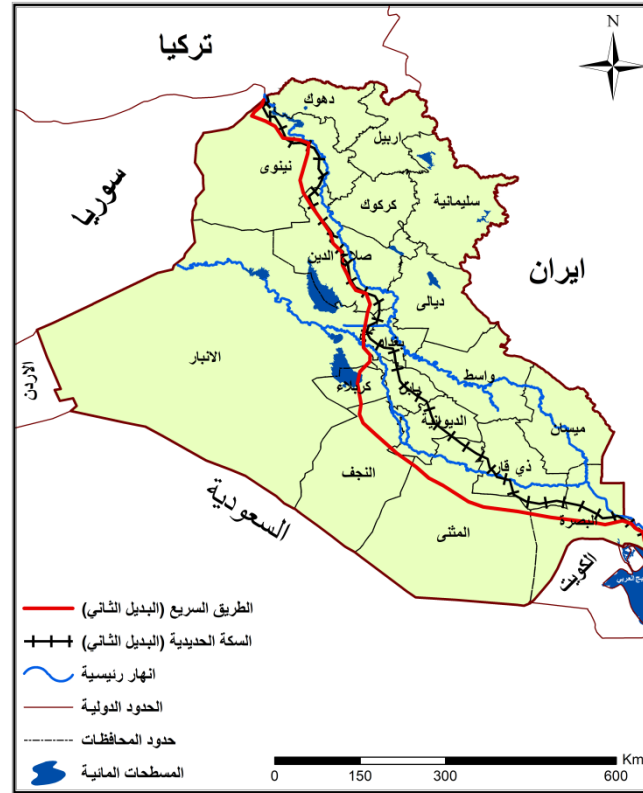 تركيا
N
دهوك
اربيل
نينوى
سليمانية
كركوك
سوريا
صلاح الدين
ايران
ديالى
بغداد
الانبار
واسط
الاردن
كربلاء
بابل
الديوانية
ميسان
ذي قار
النجف
السعودية
المثنى
البصرة
الكويت
الطريق السريع (البديل الثاني)
السكة الحديدية (البديل الثاني)
انهار رئيسية
الحدود الدولية
حدود المحافظات
المسطحات المائية
Km
0 150 300 600